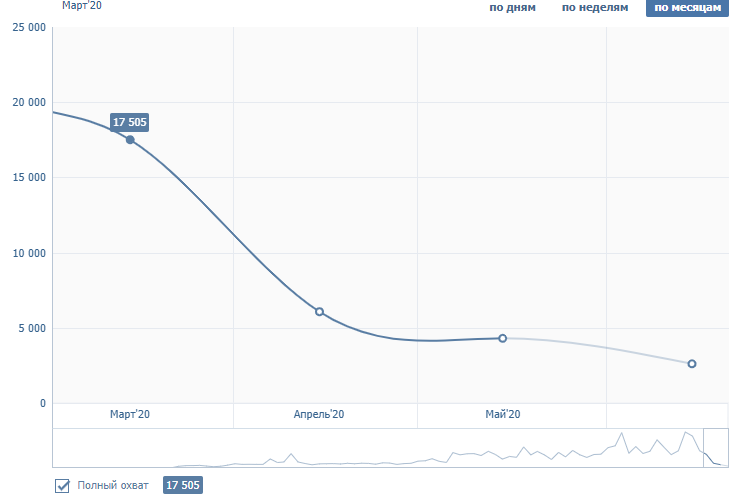 Март'20
по дням по неделям по месяцам
25 000
20 000
17 505
15 000
10 000
5 000
0
Март'20 Апрель'20 Май'20
Полный охват 17 505